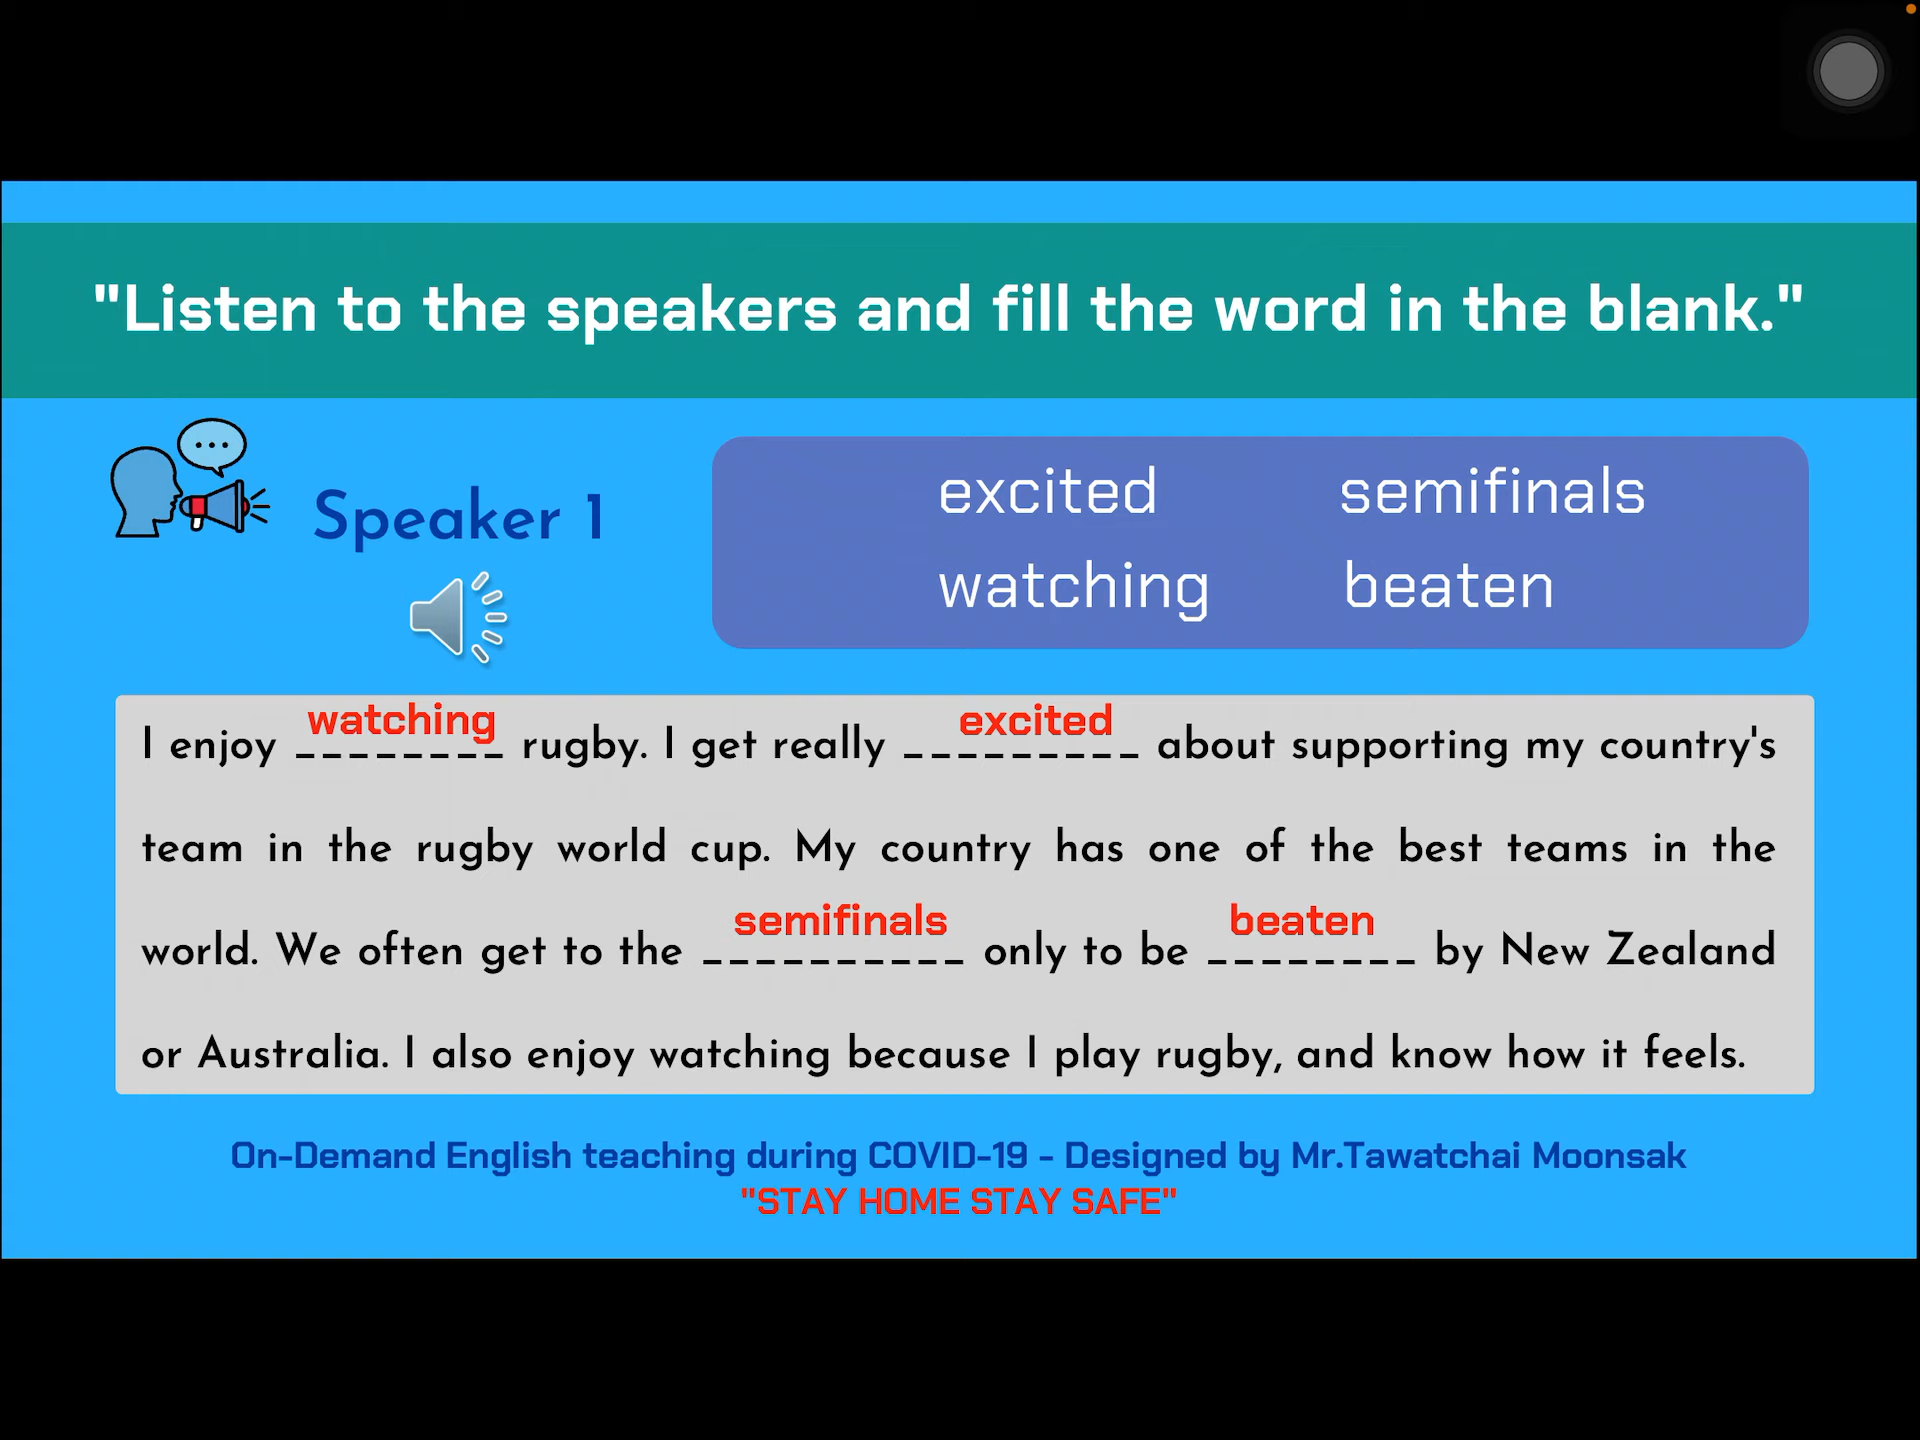 "Listen to the speakers and fill the word in the blank."
Speaker 1
excited semifinals
watching beaten
I enjoy watching rugby. I get really excited about supporting my country's
team in the rugby world cup. My country has one of the best teams in the
world. We often get to the semifinals only to be beaten by New Zealand
or Australia. I also enjoy watching because I play rugby, and know how it feels.
On-Demand English teaching during COVID-19 - Designed by Mr.Tawatchai Moonsak
"STAY HOME STAY SAFE"